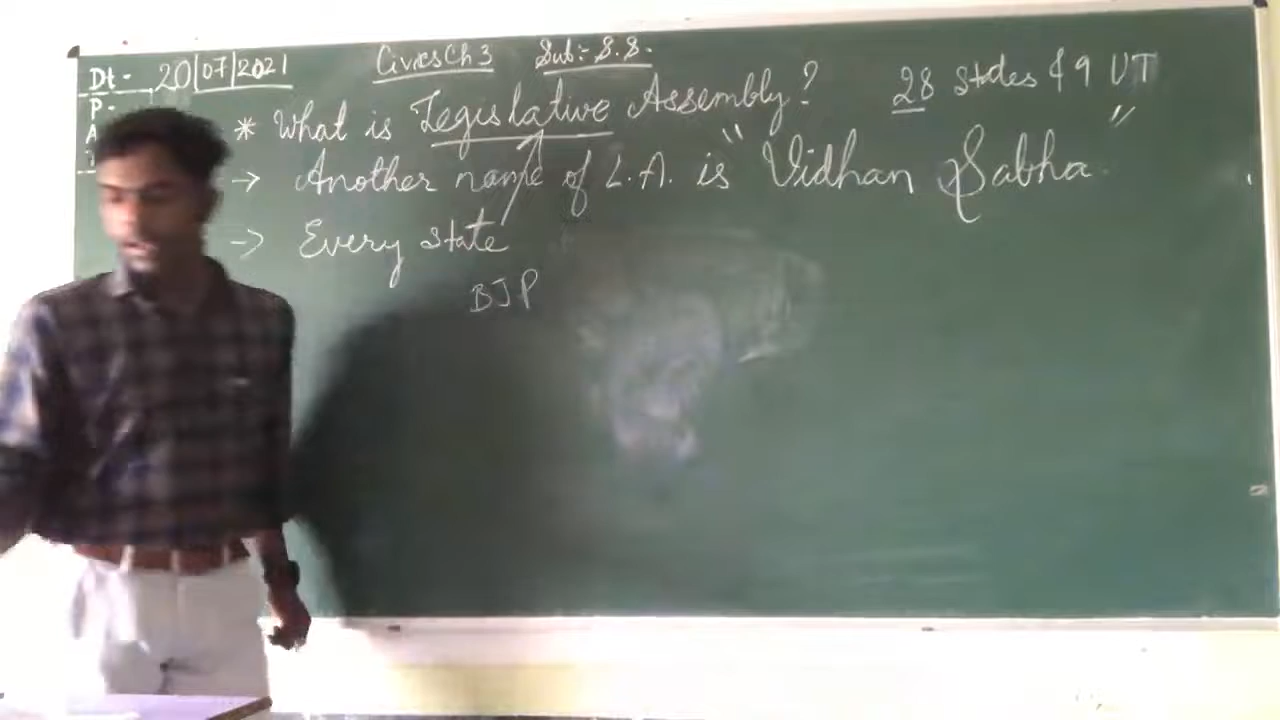 Dt - 20/07/2021 Civics Ch 3 Sub:- S.S.
P.
A
* What is Legislative Assembly? 28 States & 9 UT
→ Another name of L.A. is "Vidhan Sabha."
→ Every state
BJP